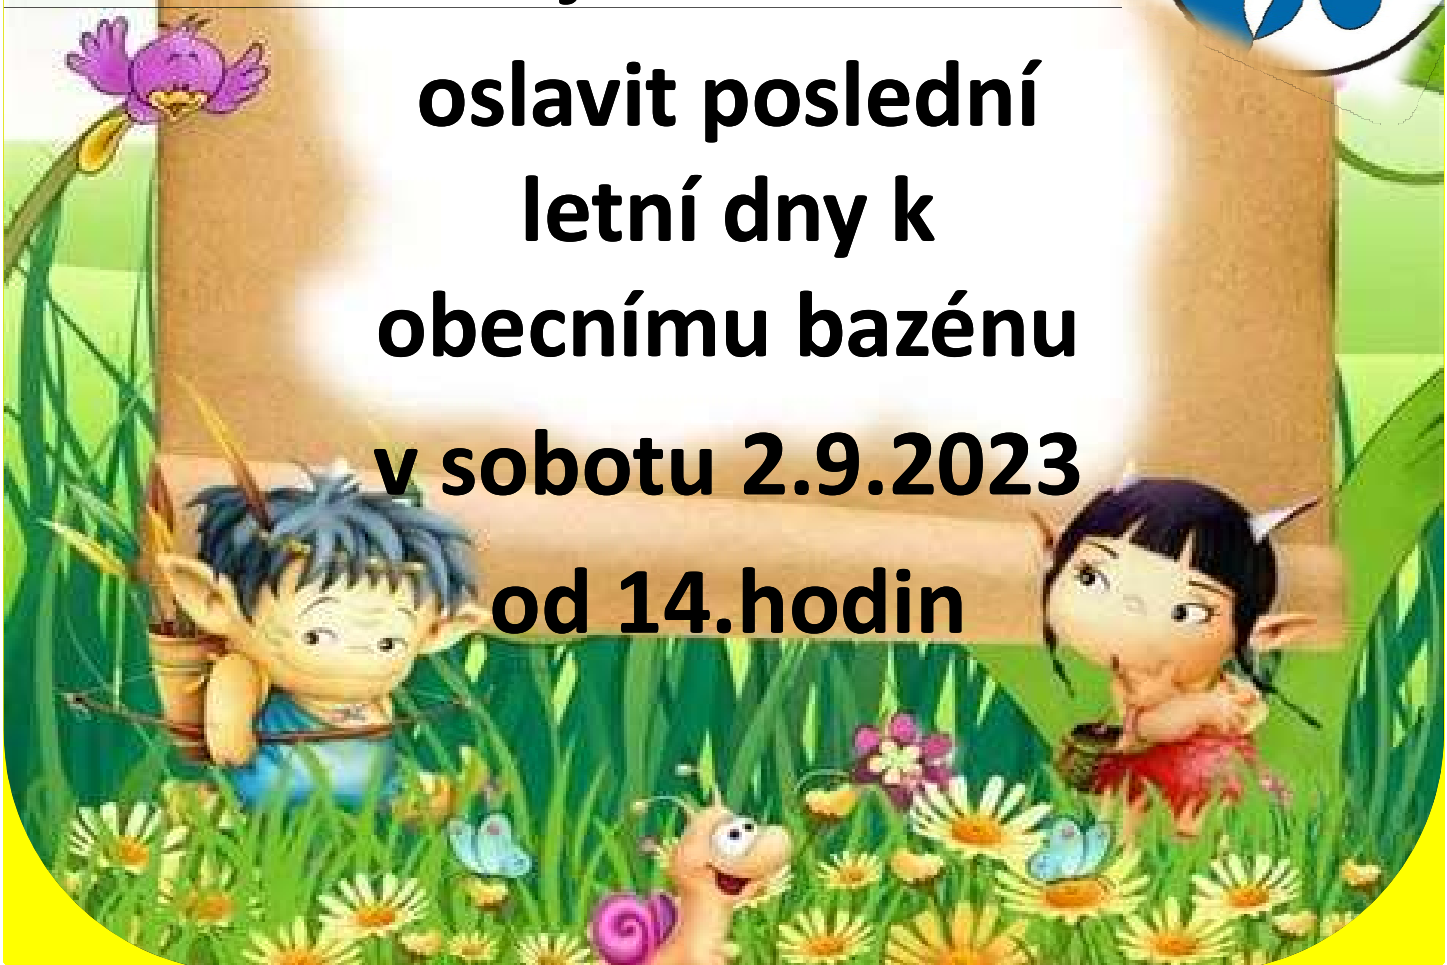 oslavit poslední
letní dny k
obecnímu bazénu
v sobotu 2.9.2023
od 14.hodin